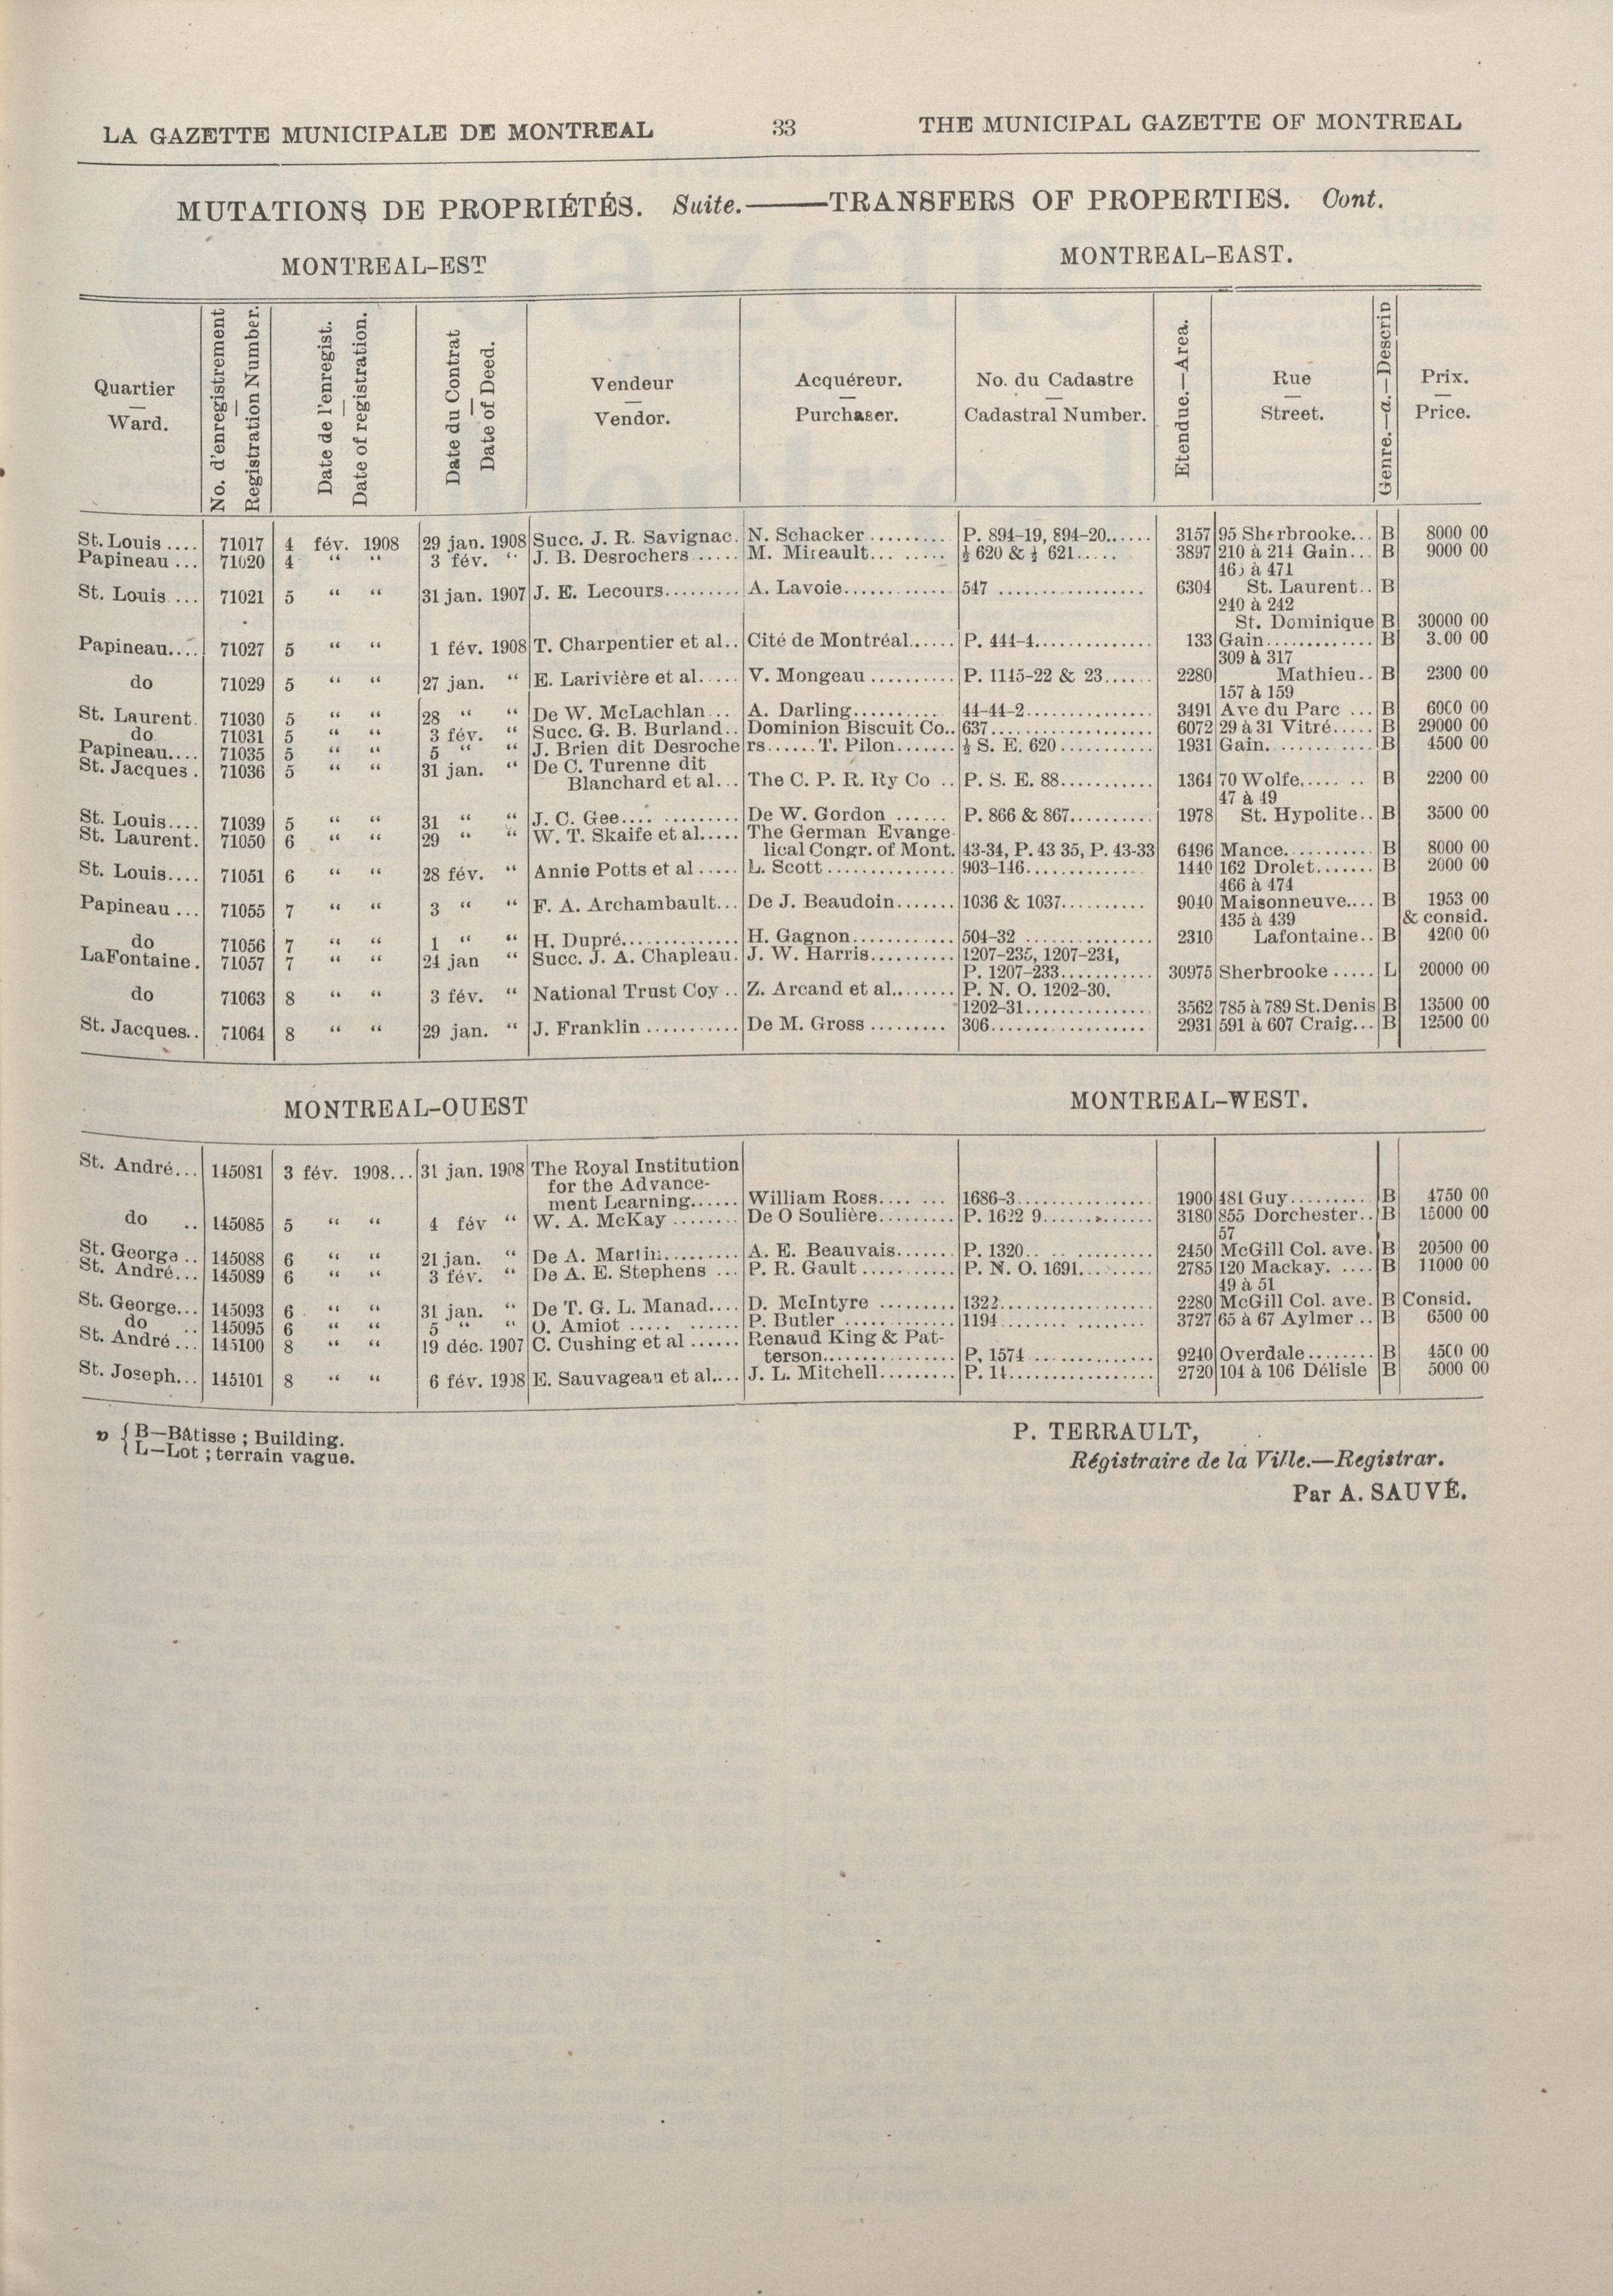 LA GAZETTE MUNICIPALE DE MONTREAL 33 THE MUNICIPAL GAZETTE OF MONTREAL
MUTATIONS DE PROPRIÉTÉS. Suite.——TRANSFERS OF PROPERTIES. Cont.
MONTREAL-EST MONTREAL-EAST.
Quartier — Ward. No. d'enregistrement — Registration Number. Date de l'enregist. — Date of registration. Date du Contrat — Date of Deed. Vendeur — Vendor. Acquéreur. — Purchaser. No. du Cadastre — Cadastral Number. Etendue.—Area. Rue — Street. Genre.—a.—Descrip Prix. — Price.
St. Louis .... 71017 4 fév. 1908 29 jan. 1908 Succ. J. R. Savignac. N. Schacker ......... P. 894-19, 894-20...... 3157 95 Sherbrooke... B 8000 00
Papineau ... 71020 4 “ “ 3 fév. “ J. B. Desrochers ..... M. Miceault......... ½ 620 & ½ 621..... 3897 210 à 214 Gain... B 9000 00
465 à 471
St. Louis.... 71021 5 “ “ 31 jan. 1907 J. E. Lecours......... A. Lavoie............ 547 ................. 6304 St. Laurent.. B
240 à 242
St. Dominique B 30000 00
Papineau.... 71027 5 “ “ 1 fév. 1908 T. Charpentier et al.. Cité de Montréal...... P. 444-4............. 133 Gain............ B 3.00 00
309 à 317
do 71029 5 “ “ 27 jan. “ E. Larivière et al..... V. Mongeau .......... P. 1115-22 & 23...... 2280 Mathieu.. B 2300 00
157 à 159
St. Laurent. 71030 5 “ “ 28 “ “ De W. McLachlan... A. Darling.......... 44-44-2............... 3491 Ave du Parc ... B 6000 00
do 71031 5 “ “ 3 fév. “ Succ. G. B. Burland.. Dominion Biscuit Co.. 637................... 6072 29 à 31 Vitré..... B 29000 00
Papineau.... 71035 5 “ “ 5 “ “ J. Brien dit Desroche rs...... T. Pilon....... ½ S. E. 620........... 1931 Gain............ B 4500 00
St. Jacques . 71036 5 “ “ 31 jan. “ De C. Turenne dit
Blanchard et al... The C. P. R. Ry Co .. P. S. E. 88........... 1364 70 Wolfe...... .. B 2200 00
47 à 49
St. Louis.... 71039 5 “ “ 31 “ “ J. C. Gee.... ......... De W. Gordon ...... P. 866 & 867.......... 1978 St. Hypolite.. B 3500 00
St. Laurent. 71050 6 “ “ 29 “ “ W. T. Skaife et al..... The German Evange-
lical Congr. of Mont. 43-34, P. 43 35, P. 43-33 6496 Mance.......... B 8000 00
St. Louis.... 71051 6 “ “ 28 fév. “ Annie Potts et al ..... L. Scott............... 903-146............. 1440 162 Drolet....... B 2000 00
466 à 474
Papineau ... 71055 7 “ “ 3 “ “ F. A. Archambault... De J. Beaudoin....... 1036 & 1037.......... 9040 Maisonneuve.... B 1953 00
435 à 439 & consid.
do 71056 7 “ “ 1 “ “ H. Dupré.............. H. Gagnon............ 504-32 ............... 2310 Lafontaine.. B 4200 00
LaFontaine. 71057 7 “ “ 24 jan “ Succ. J. A. Chapleau. J. W. Harris.......... 1207-235, 1207-234,
P. 1207-233........... 30975 Sherbrooke ..... L 20000 00
do 71063 8 “ “ 3 fév. “ National Trust Coy .. Z. Arcand et al........ P. N. O. 1202-30.
1202-31............... 3562 785 à 789 St. Denis B 13500 00
St. Jacques.. 71064 8 “ “ 29 jan. “ J. Franklin ........... De M. Gross ......... 306................... 2931 591 à 607 Craig... B 12500 00
MONTREAL-OUEST MONTREAL-WEST.
St. André... 145081 3 fév. 1908... 31 jan. 1908 The Royal Institution
for the Advance-
ment Learning...... William Ross.... ... 1686-3................ 1900 481 Guy.......... B 4750 00
do .. 145085 5 “ “ 4 fév “ W. A. McKay ........ De O Soulière......... P. 1622 9............. 3180 855 Dorchester.. B 15000 00
57
St. George .. 145088 6 “ “ 21 jan. “ De A. Martin......... A. E. Beauvais....... P. 1320.. .. ......... 2450 McGill Col. ave. B 20500 00
St. André... 145089 6 “ “ 3 fév. “ De A. E. Stephens ... P. R. Gault ........... P. N. O. 1691......... 2785 120 Mackay. .... B 11000 00
49 à 51
St. George... 145093 6 “ “ 31 jan. “ De T. G. L. Manad.... D. McIntyre ......... 1322.................. 2280 McGill Col. ave. B Consid.
do .. 145095 6 “ “ 5 “ “ O. Amiot ..... ...... P. Butler ............ 1194........ ........ 3727 65 à 67 Aylmer .. B 6500 00
St. André ... 145100 8 “ “ 19 déc. 1907 C. Cushing et al ...... Renaud King & Pat-
terson................ P. 1574 .............. 9240 Overdale........ B 4500 00
St. Joseph... 145101 8 “ “ 6 fév. 1908 E. Sauvageau et al.... J. L. Mitchell......... P. 14................. 2720 104 à 106 Délisle B 5000 00
v { B—Bâtisse ; Building.
L—Lot ; terrain vague.
P. TERRAULT,
Régistraire de la Ville.—Registrar.
Par A. SAUVÉ.